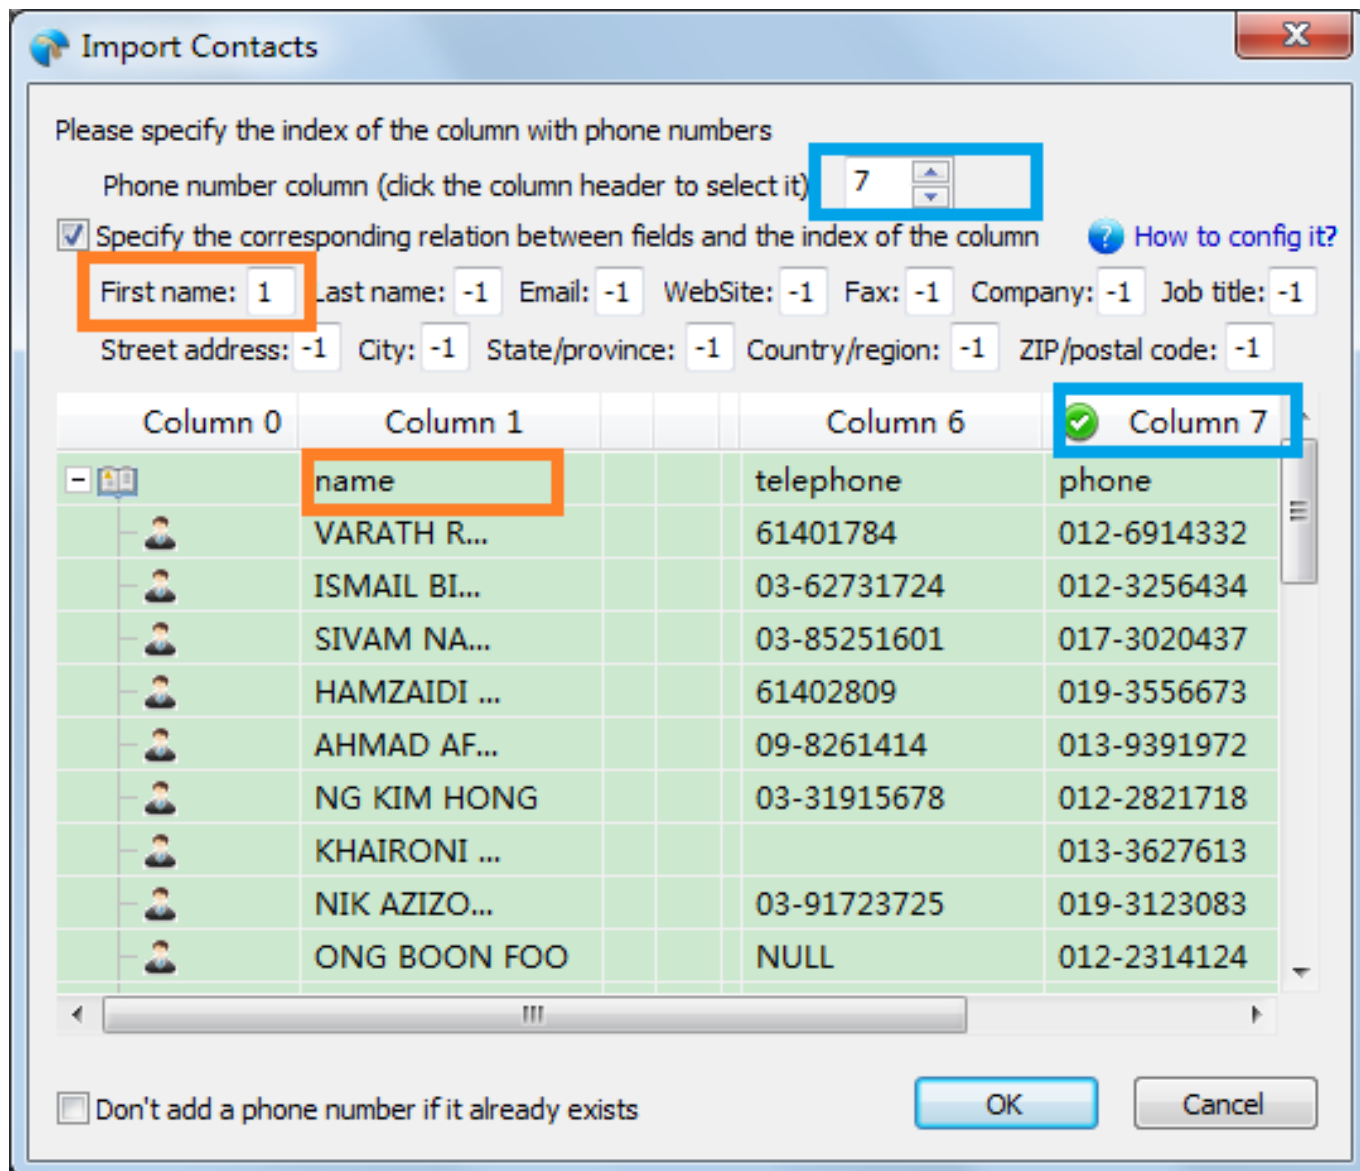 Import Contacts
Please specify the index of the column with phone numbers
Phone number column (click the column header to select it) 7
Specify the corresponding relation between fields and the index of the column ? How to config it?
First name: 1 Last name: -1 Email: -1 WebSite: -1 Fax: -1 Company: -1 Job title: -1
Street address: -1 City: -1 State/province: -1 Country/region: -1 ZIP/postal code: -1
Column 0 Column 1 Column 6 Column 7
name telephone phone
VARATH R... 61401784 012-6914332
ISMAIL BI... 03-62731724 012-3256434
SIVAM NA... 03-85251601 017-3020437
HAMZAIDI ... 61402809 019-3556673
AHMAD AF... 09-8261414 013-9391972
NG KIM HONG 03-31915678 012-2821718
KHAIRONI ... 013-3627613
NIK AZIZO... 03-91723725 019-3123083
ONG BOON FOO NULL 012-2314124
Don't add a phone number if it already exists OK Cancel